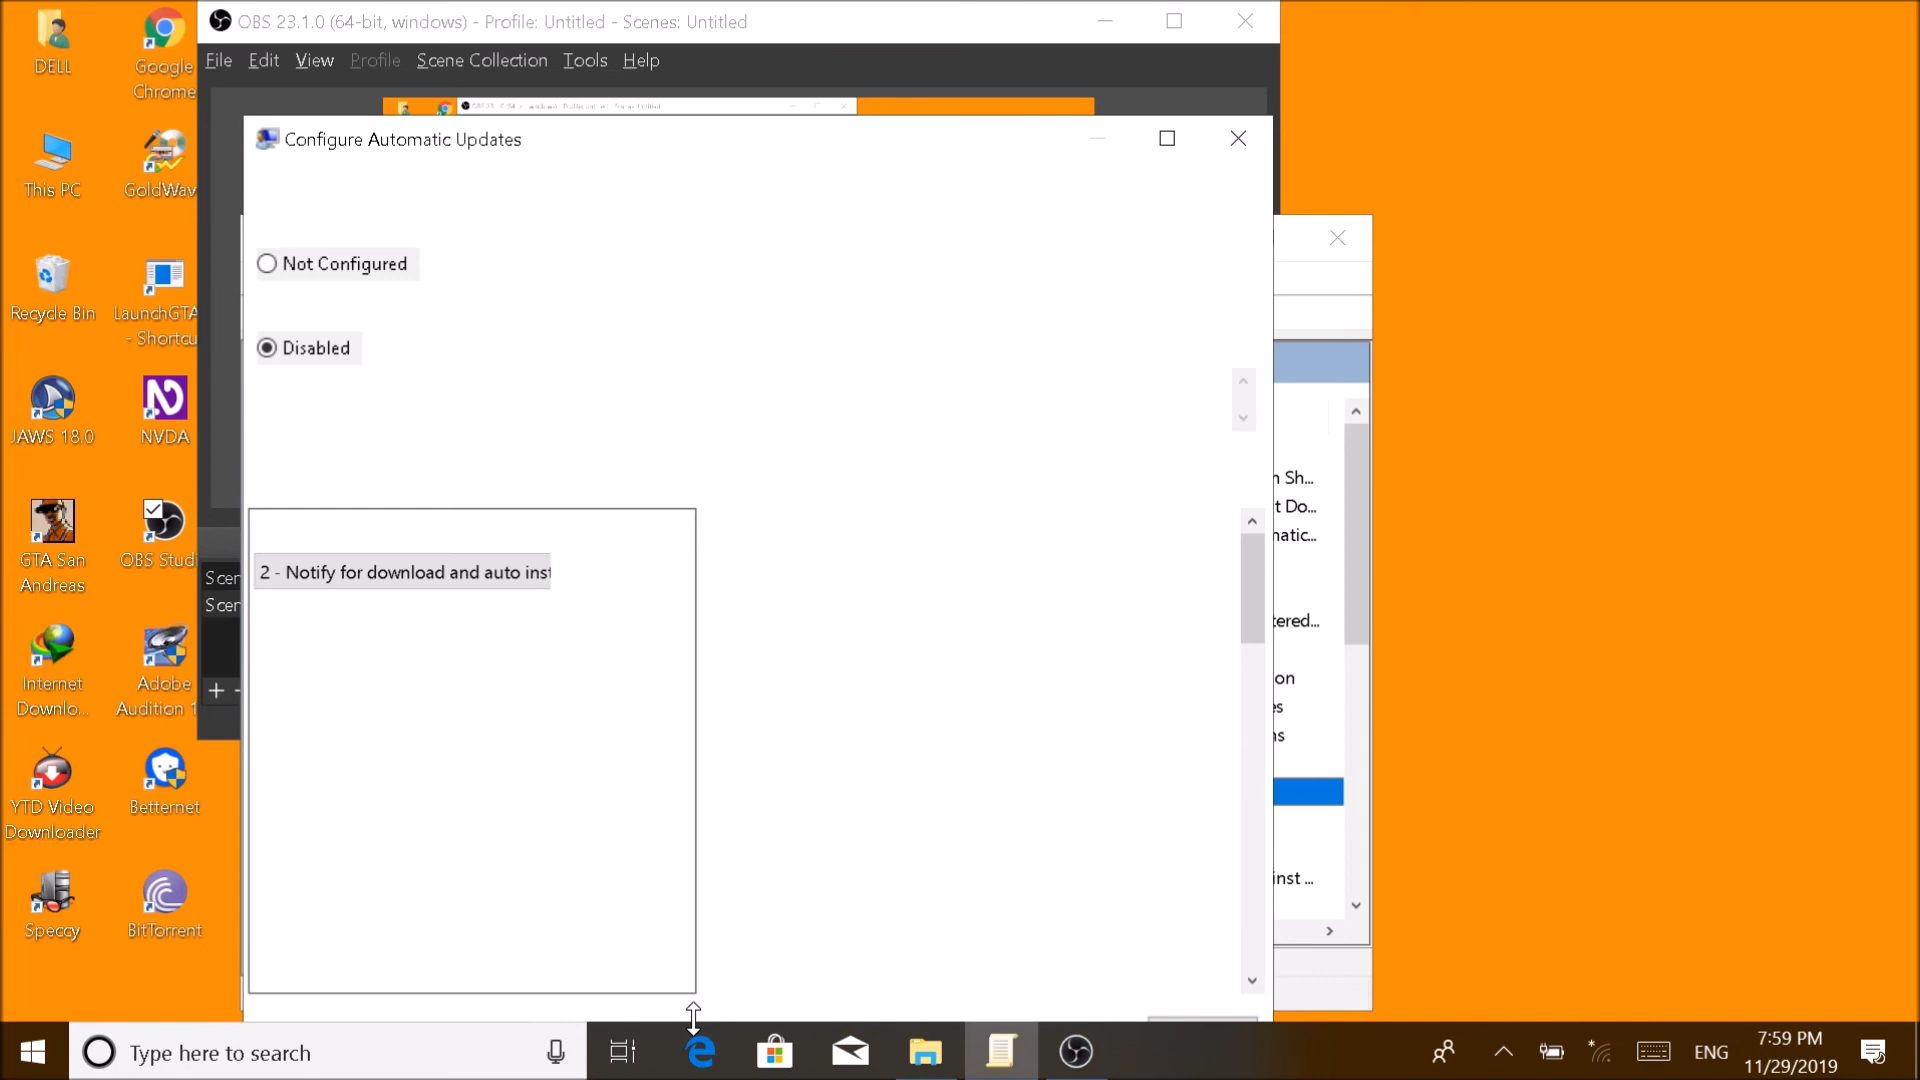 OBS 23.1.0 (64-bit, windows) - Profile: Untitled - Scenes: Untitled
File Edit View Profile Scene Collection Tools Help
Configure Automatic Updates
Not Configured
Disabled
2 - Notify for download and auto inst
n Sh...
t Do...
natic...
tered...
on
es
ns
inst ...
Scen
Scen
DELL
Google
Chrome
This PC
GoldWav
Recycle Bin
LaunchGTA
- Shortcu
JAWS 18.0
NVDA
GTA San
Andreas
OBS Studi
Internet
Downlo...
Adobe
Audition 1
YTD Video
Downloader
Betternet
Speccy
BitTorrent
Type here to search
ENG
7:59 PM
11/29/2019